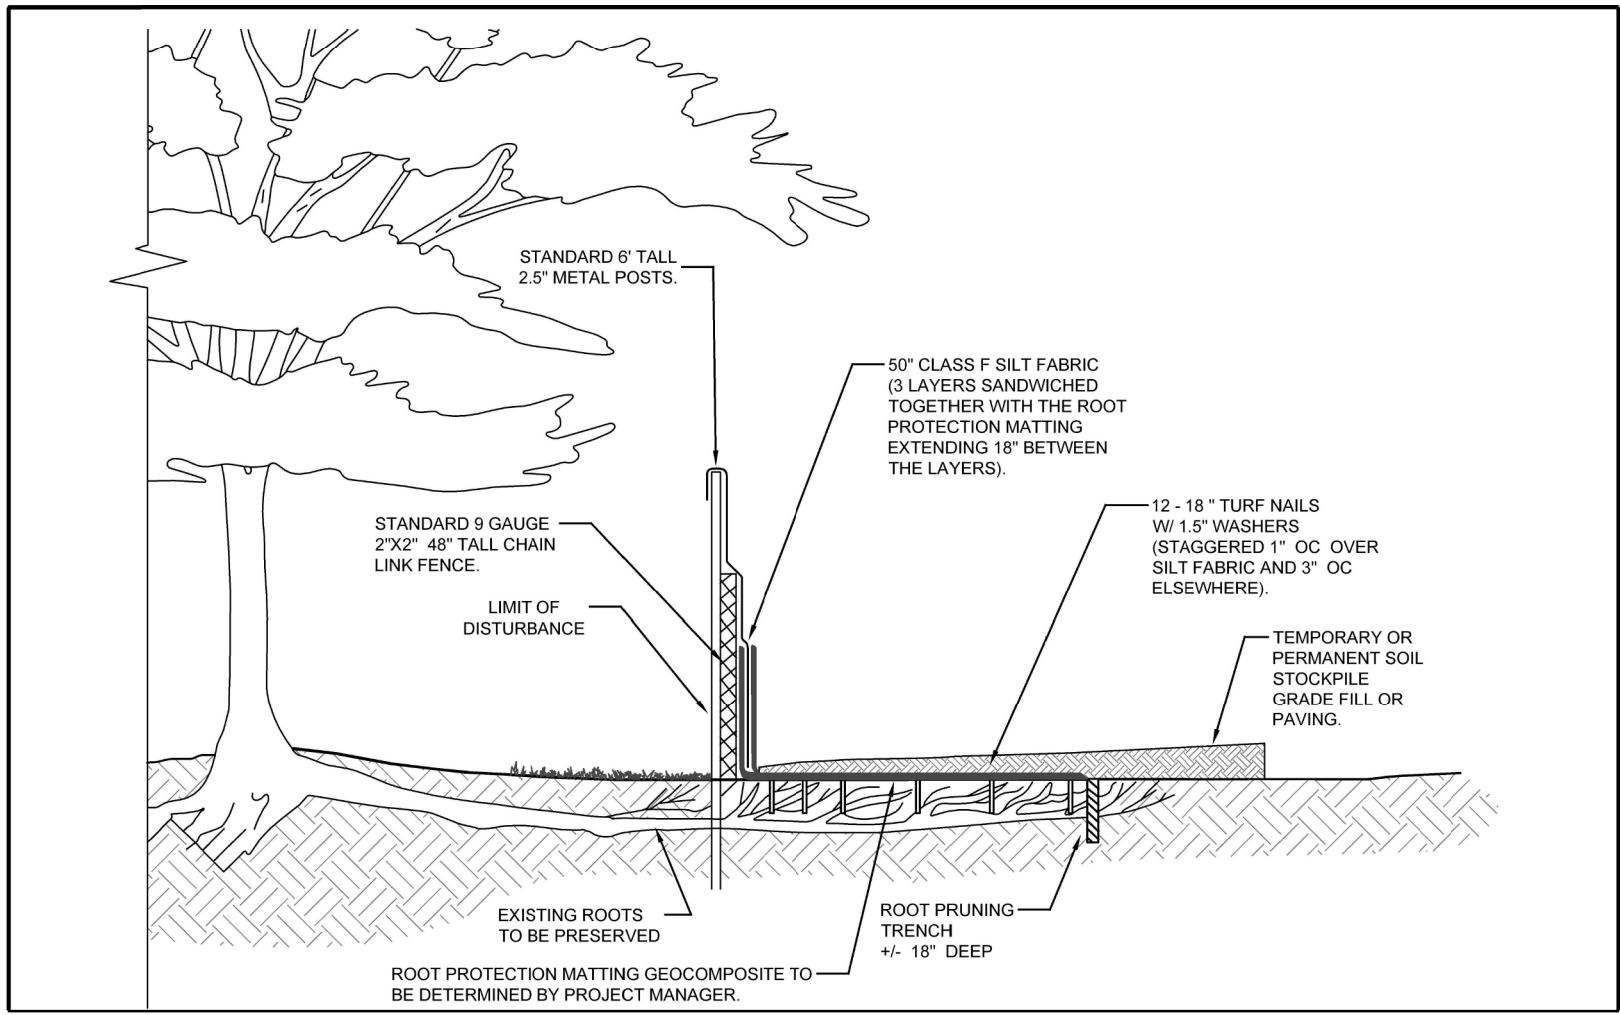 STANDARD 6' TALL
2.5" METAL POSTS.
50" CLASS F SILT FABRIC
(3 LAYERS SANDWICHED
TOGETHER WITH THE ROOT
PROTECTION MATTING
EXTENDING 18" BETWEEN
THE LAYERS).
12 - 18 " TURF NAILS
W/ 1.5" WASHERS
(STAGGERED 1" OC OVER
SILT FABRIC AND 3" OC
ELSEWHERE).
STANDARD 9 GAUGE
2"X2" 48" TALL CHAIN
LINK FENCE.
LIMIT OF
DISTURBANCE
TEMPORARY OR
PERMANENT SOIL
STOCKPILE
GRADE FILL OR
PAVING.
EXISTING ROOTS
TO BE PRESERVED
ROOT PRUNING
TRENCH
+/- 18" DEEP
ROOT PROTECTION MATTING GEOCOMPOSITE TO
BE DETERMINED BY PROJECT MANAGER.